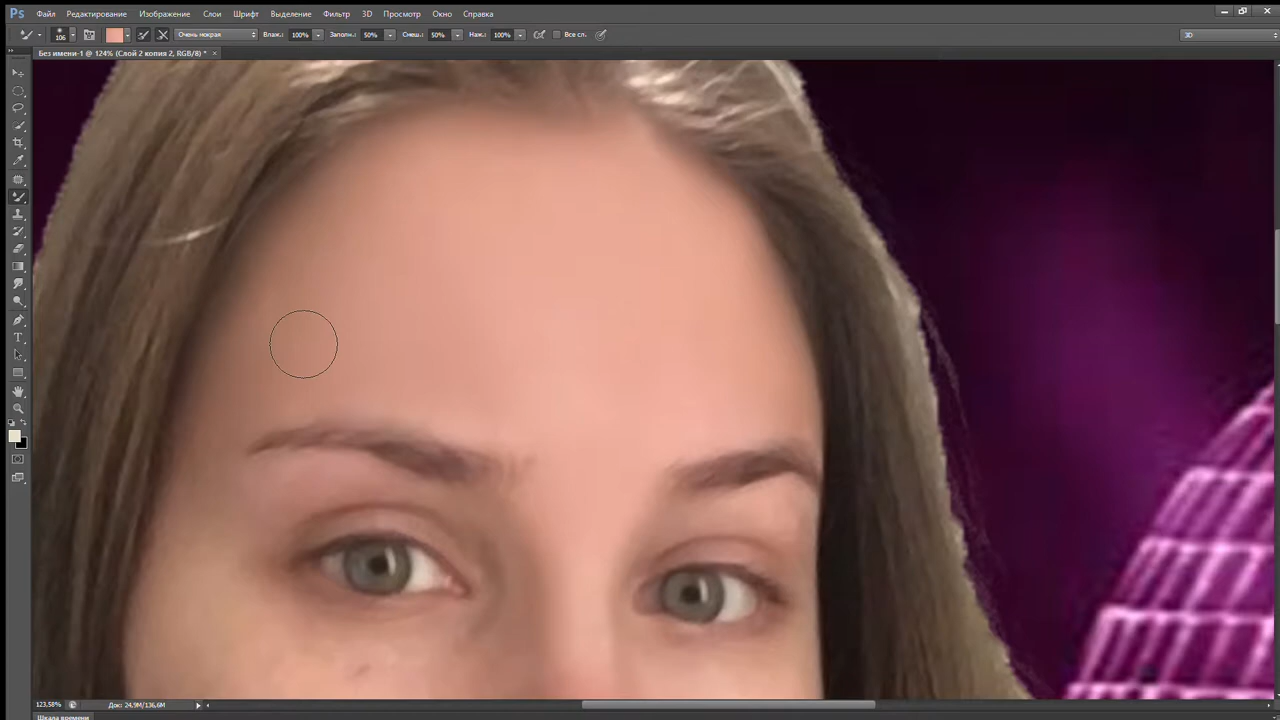 Ps Файл Редактирование Изображение Слои Шрифт Выделение Фильтр 3D Просмотр Окно Справка
106 Очень мокрая Влаж.: 100% Заполн.: 50% Смеш.: 50% Наж.: 100% Все сл. 3D
Без имени-1 @ 124% (Слой 2 копия 2, RGB/8) * ×
T
123,58% Док: 24,9M/136,6M
Шкала времени